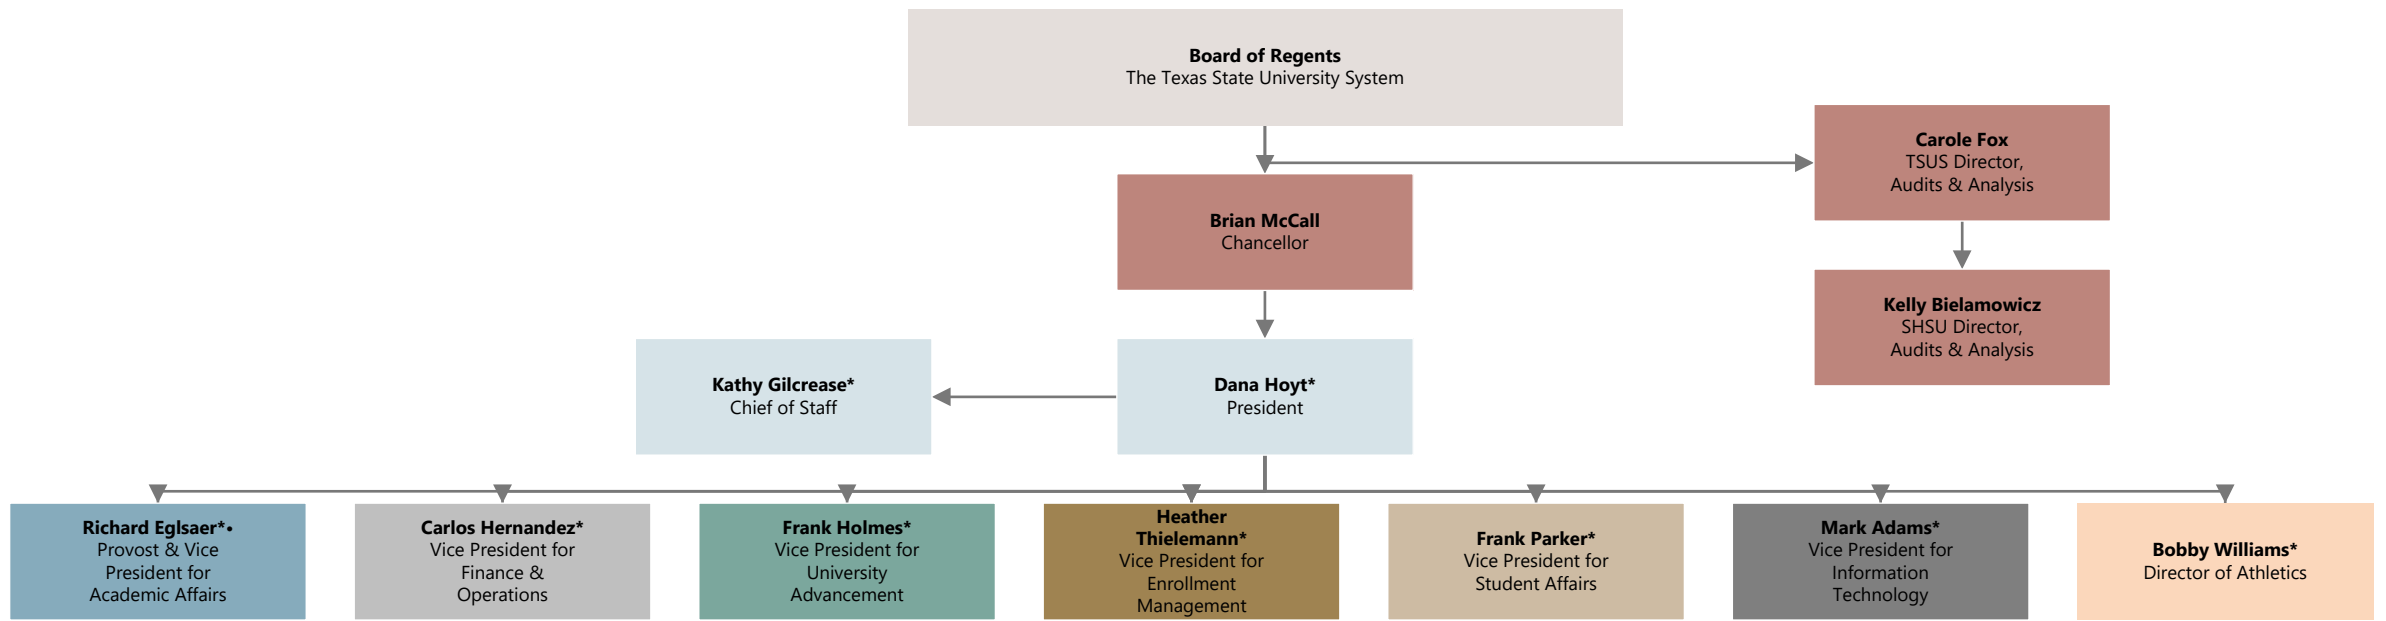 Board of Regents
The Texas State University System
Carole Fox
TSUS Director,
Audits & Analysis
Brian McCall
Chancellor
Kelly Bielamowicz
SHSU Director,
Audits & Analysis
Kathy Gilcrease*
Chief of Staff
Dana Hoyt*
President
Richard Eglsaer*•
Provost & Vice
President for
Academic Affairs
Carlos Hernandez*
Vice President for
Finance &
Operations
Frank Holmes*
Vice President for
University
Advancement
Heather
Thielemann*
Vice President for
Enrollment
Management
Frank Parker*
Vice President for
Student Affairs
Mark Adams*
Vice President for
Information
Technology
Bobby Williams*
Director of Athletics